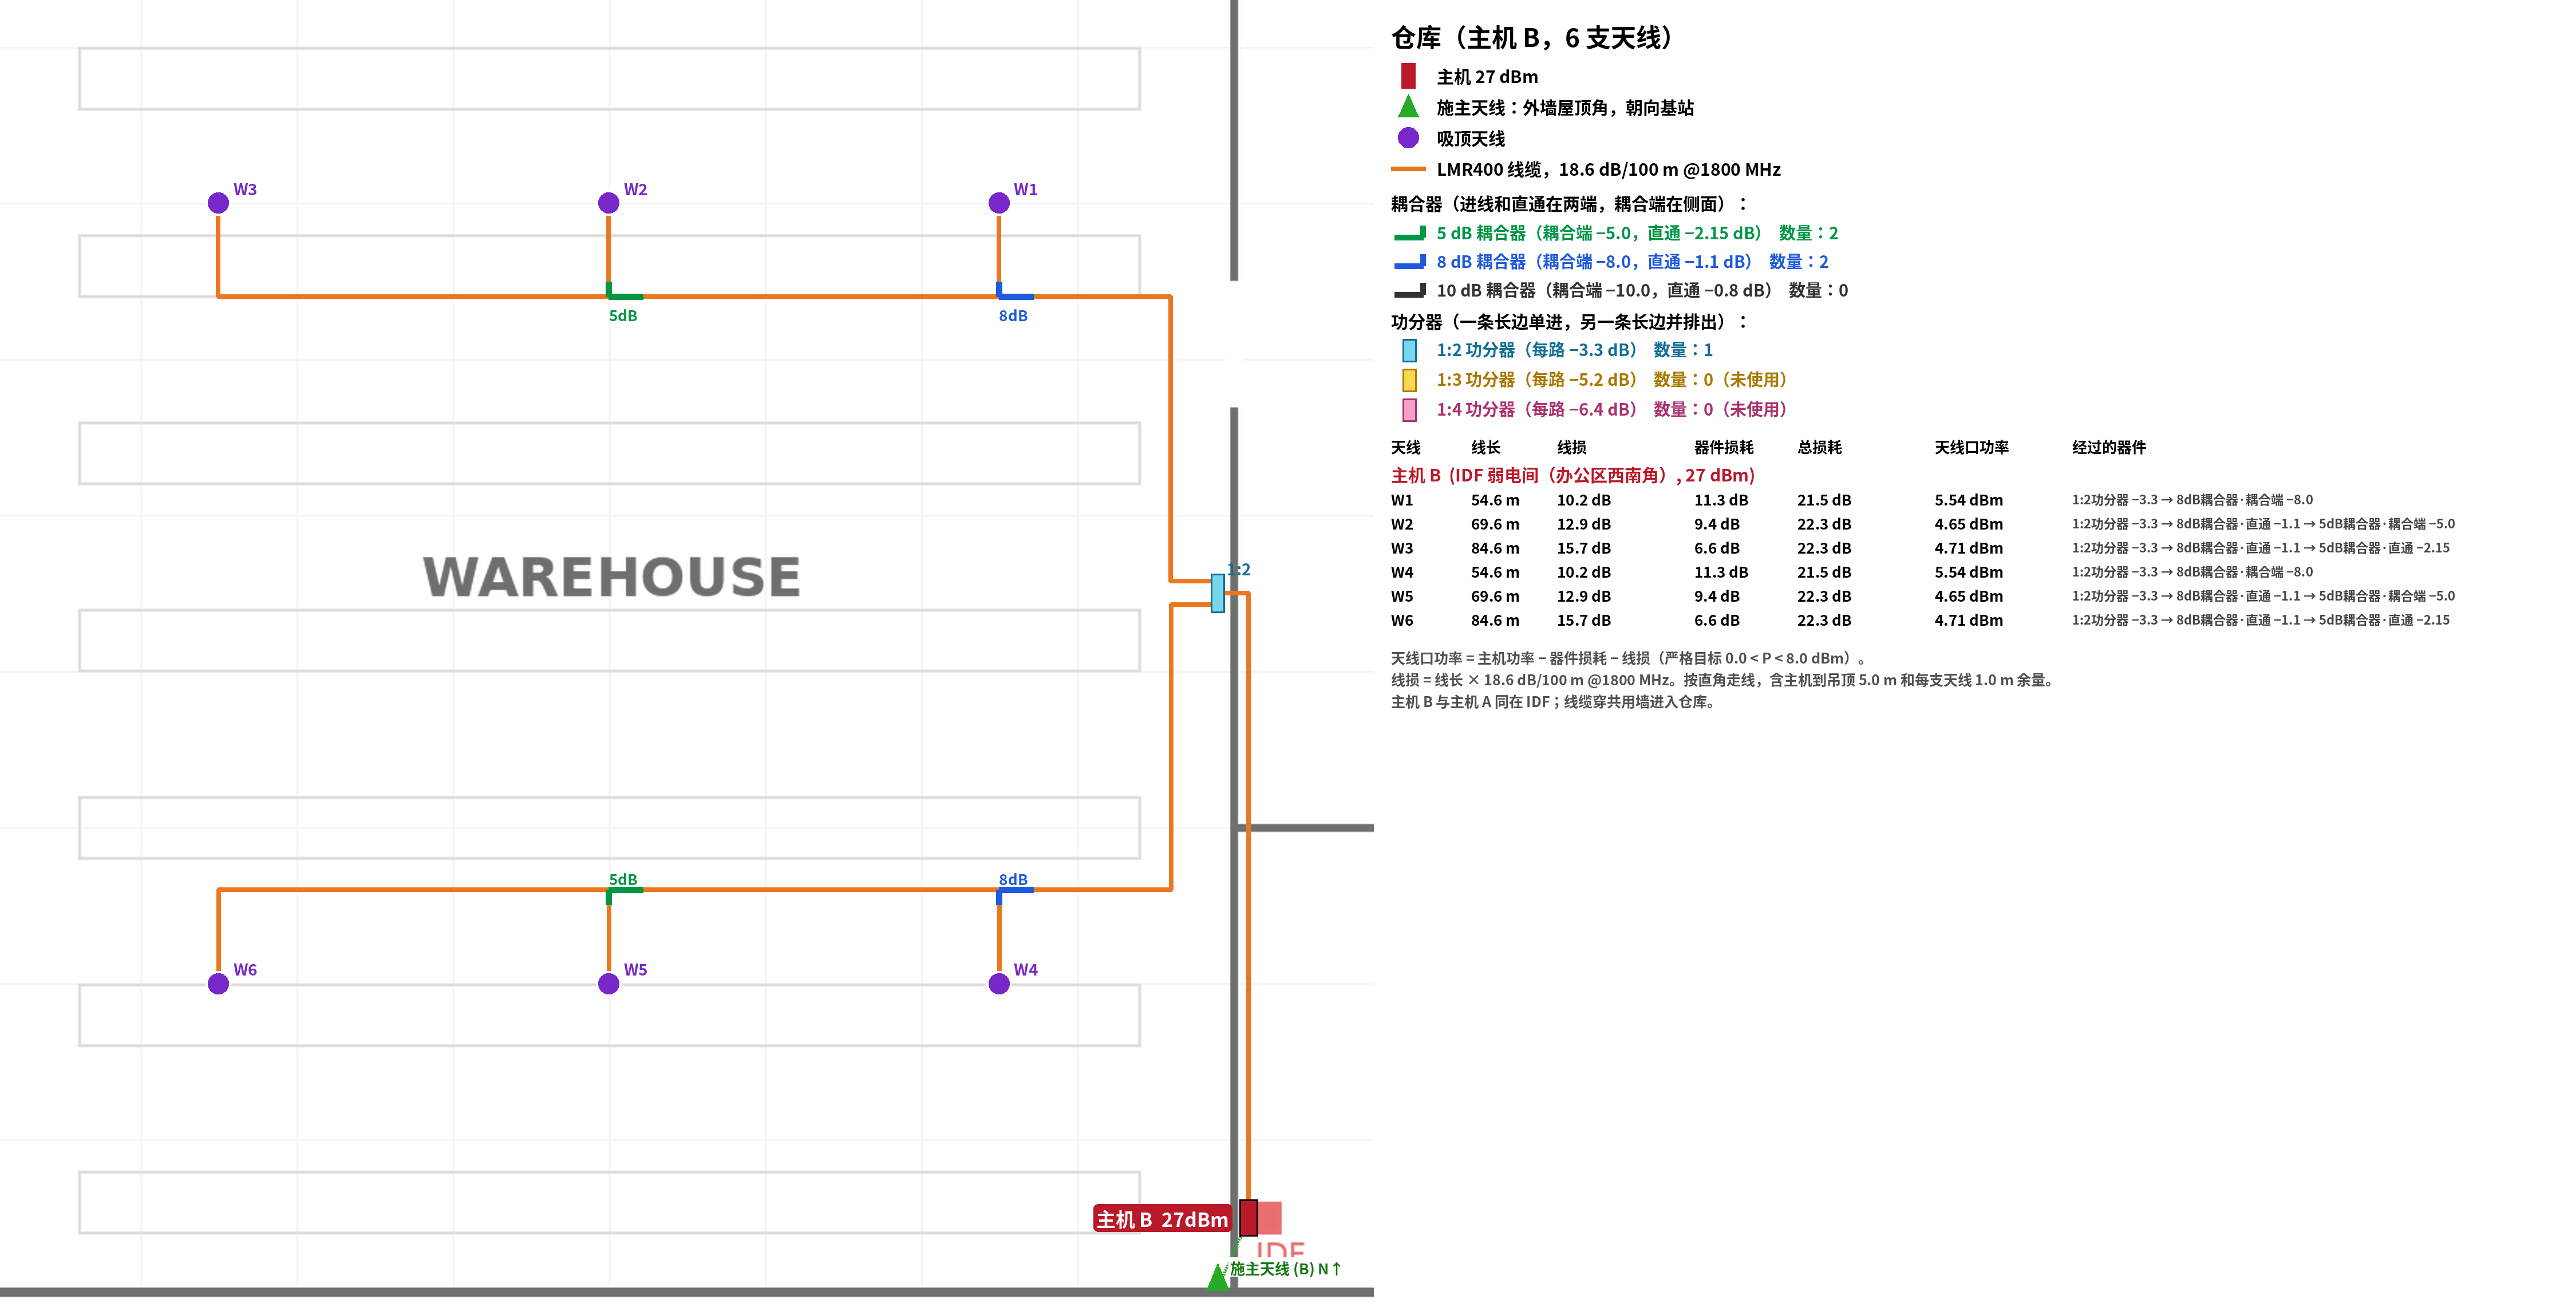 W3
W2
W1
5dB
8dB
WAREHOUSE
1:2
5dB
8dB
W6
W5
W4
主机 B 27dBm
IDF
施主天线 (B) N↑
仓库（主机 B，6 支天线）
主机 27 dBm
施主天线：外墙屋顶角，朝向基站
吸顶天线
LMR400 线缆，18.6 dB/100 m @1800 MHz
耦合器（进线和直通在两端，耦合端在侧面）：
5 dB 耦合器（耦合端 −5.0，直通 −2.15 dB） 数量：2
8 dB 耦合器（耦合端 −8.0，直通 −1.1 dB） 数量：2
10 dB 耦合器（耦合端 −10.0，直通 −0.8 dB） 数量：0
功分器（一条长边单进，另一条长边并排出）：
1:2 功分器（每路 −3.3 dB） 数量：1
1:3 功分器（每路 −5.2 dB） 数量：0（未使用）
1:4 功分器（每路 −6.4 dB） 数量：0（未使用）
天线 线长 线损 器件损耗 总损耗 天线口功率 经过的器件
主机 B (IDF 弱电间（办公区西南角）, 27 dBm)
W1 54.6 m 10.2 dB 11.3 dB 21.5 dB 5.54 dBm 1:2功分器 −3.3 → 8dB耦合器·耦合端 −8.0
W2 69.6 m 12.9 dB 9.4 dB 22.3 dB 4.65 dBm 1:2功分器 −3.3 → 8dB耦合器·直通 −1.1 → 5dB耦合器·耦合端 −5.0
W3 84.6 m 15.7 dB 6.6 dB 22.3 dB 4.71 dBm 1:2功分器 −3.3 → 8dB耦合器·直通 −1.1 → 5dB耦合器·直通 −2.15
W4 54.6 m 10.2 dB 11.3 dB 21.5 dB 5.54 dBm 1:2功分器 −3.3 → 8dB耦合器·耦合端 −8.0
W5 69.6 m 12.9 dB 9.4 dB 22.3 dB 4.65 dBm 1:2功分器 −3.3 → 8dB耦合器·直通 −1.1 → 5dB耦合器·耦合端 −5.0
W6 84.6 m 15.7 dB 6.6 dB 22.3 dB 4.71 dBm 1:2功分器 −3.3 → 8dB耦合器·直通 −1.1 → 5dB耦合器·直通 −2.15
天线口功率 = 主机功率 − 器件损耗 − 线损（严格目标 0.0 < P < 8.0 dBm）。
线损 = 线长 × 18.6 dB/100 m @1800 MHz。按直角走线，含主机到吊顶 5.0 m 和每支天线 1.0 m 余量。
主机 B 与主机 A 同在 IDF；线缆穿共用墙进入仓库。